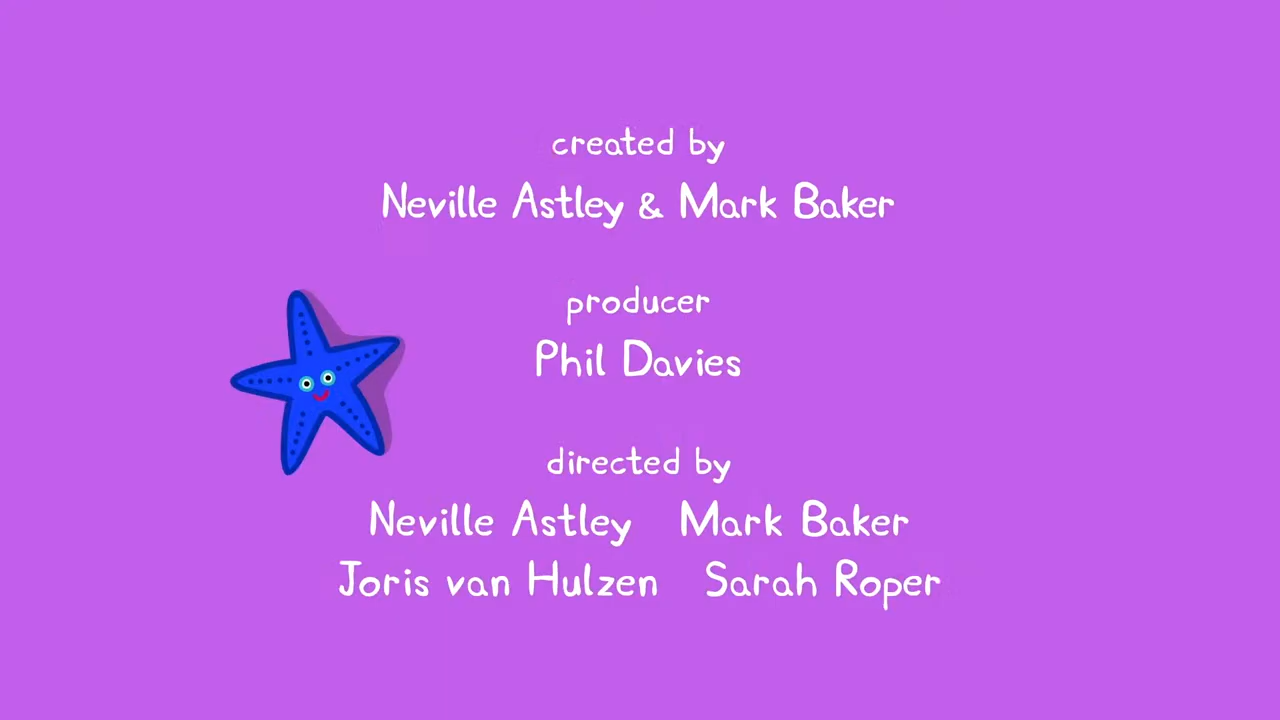 created by
Neville Astley & Mark Baker
producer
Phil Davies
directed by
Neville Astley Mark Baker
Joris van Hulzen Sarah Roper